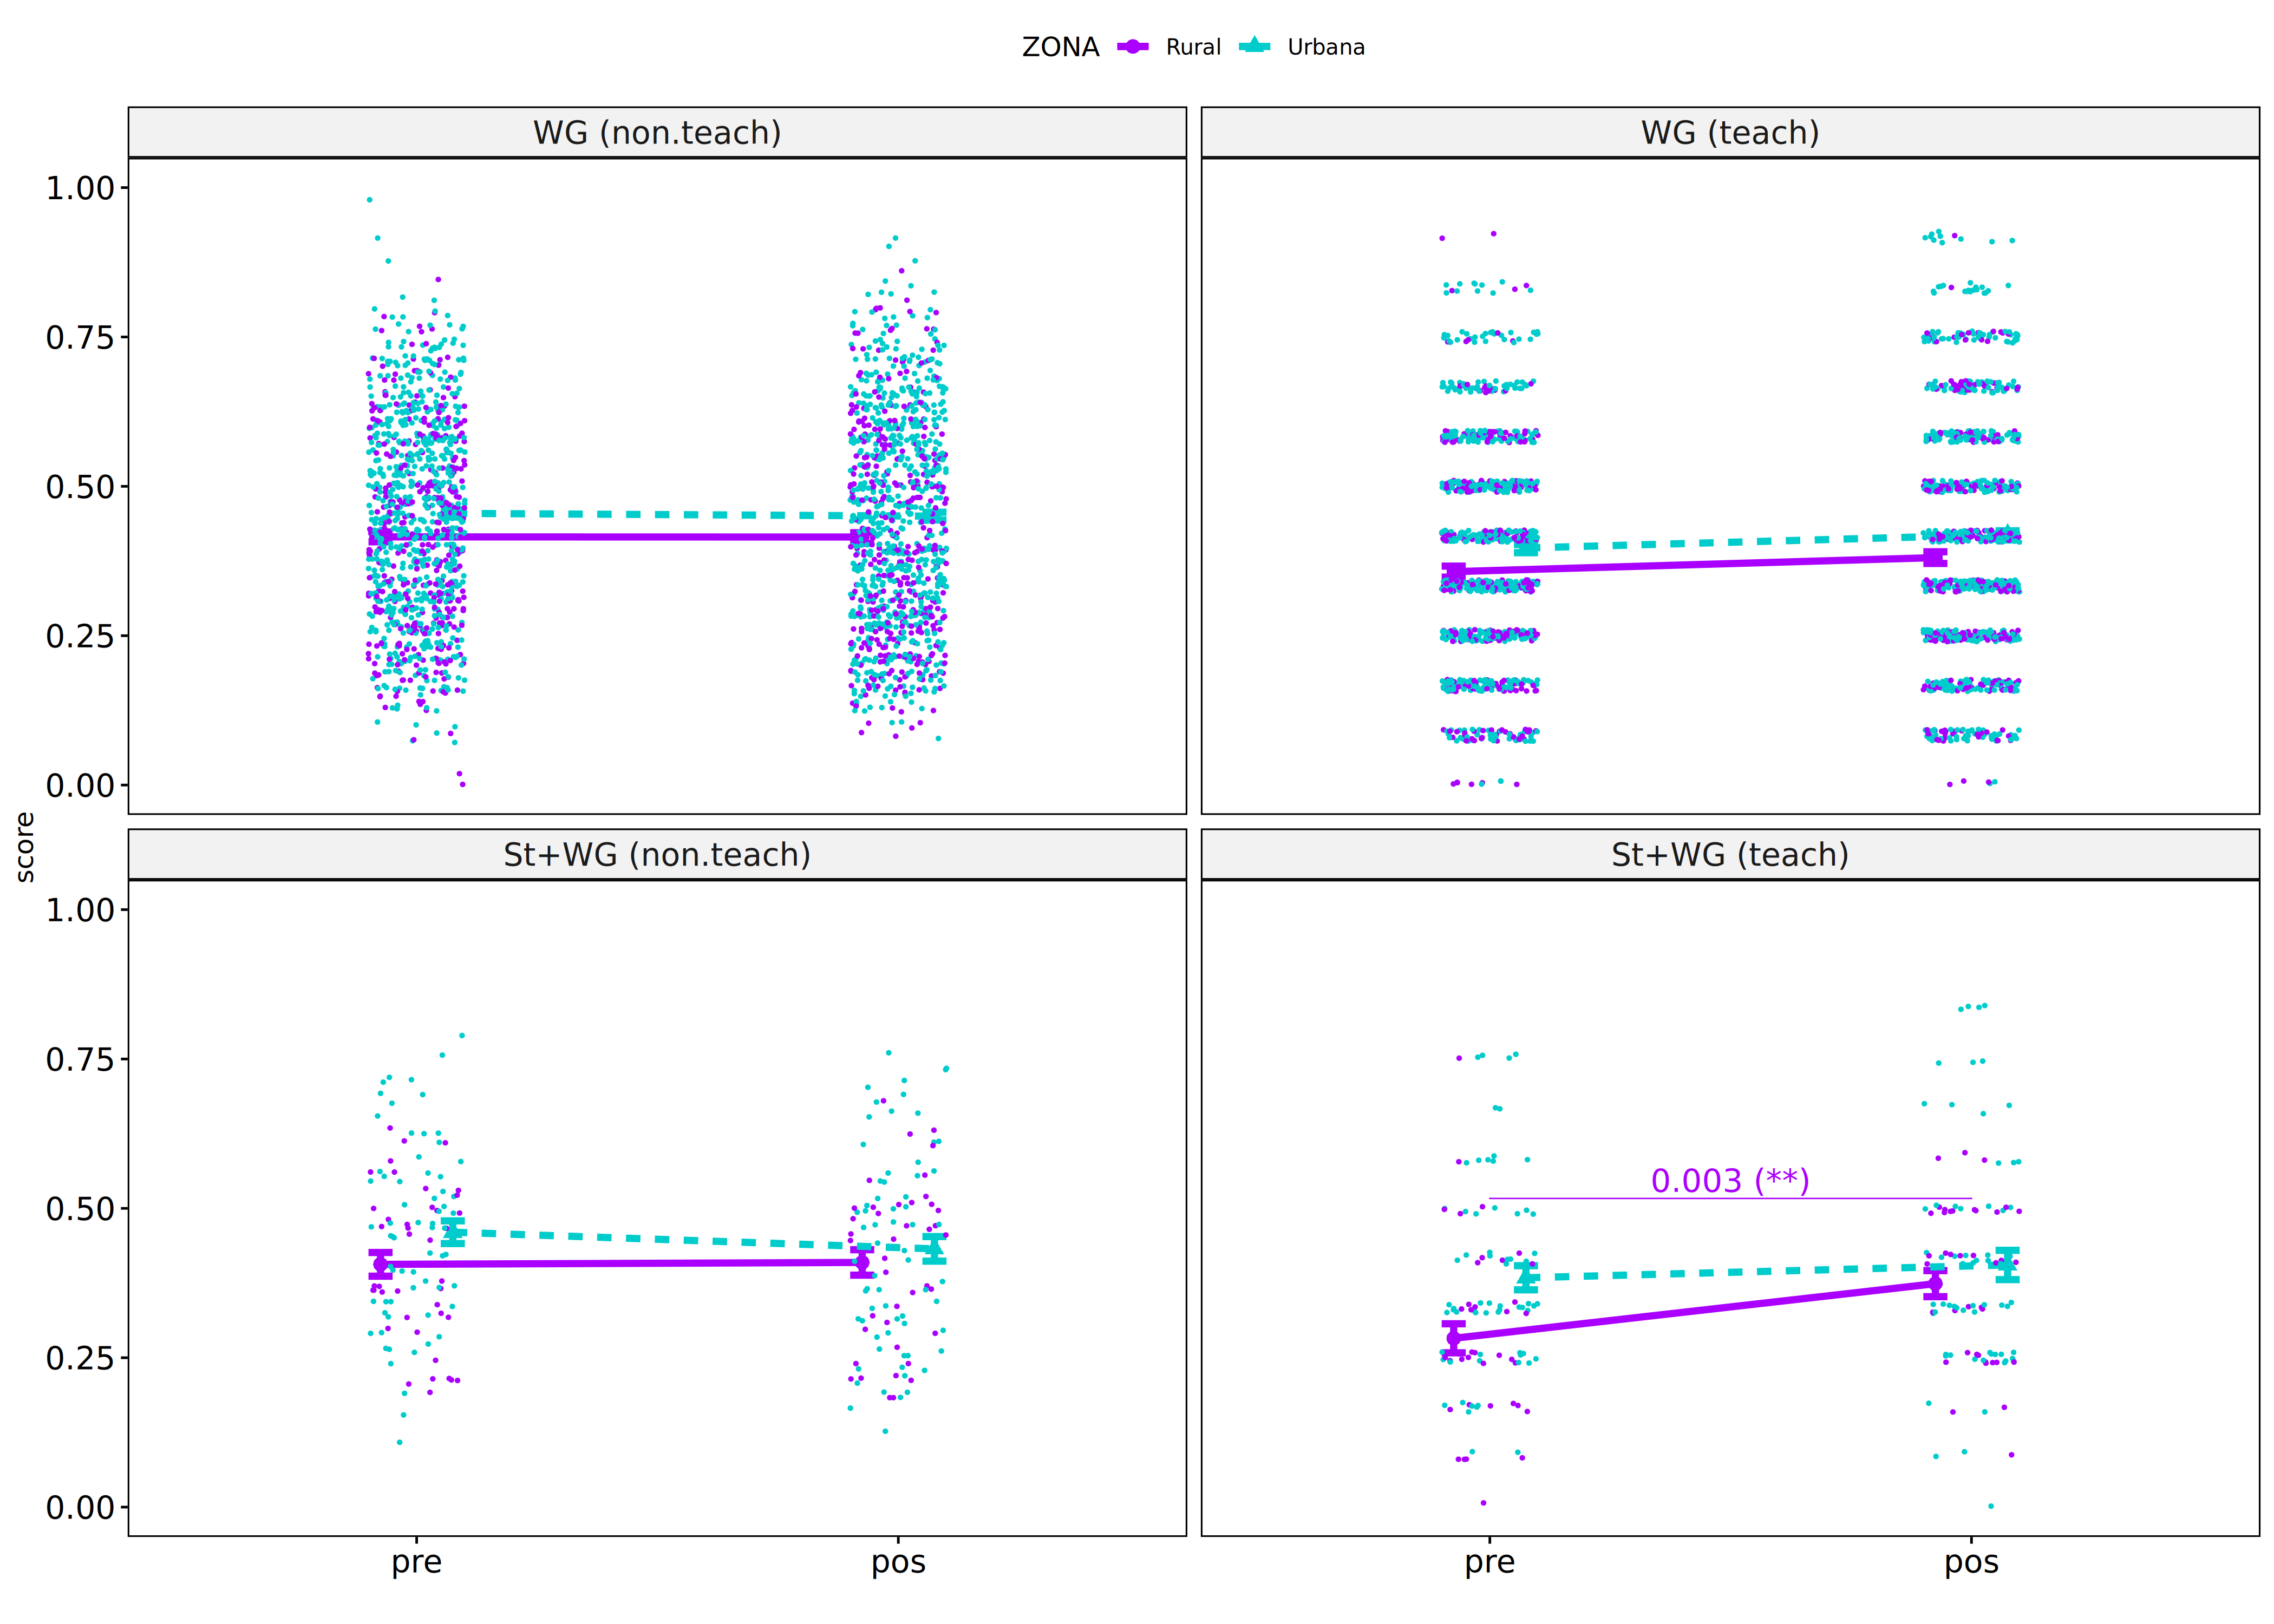 ZONA Rural Urbana
WG (non.teach)
WG (teach)
1.00
0.75
0.50
0.25
0.00
score
St+WG (non.teach)
St+WG (teach)
1.00
0.75
0.50
0.25
0.00
0.003 (**)
pre
pos
pre
pos